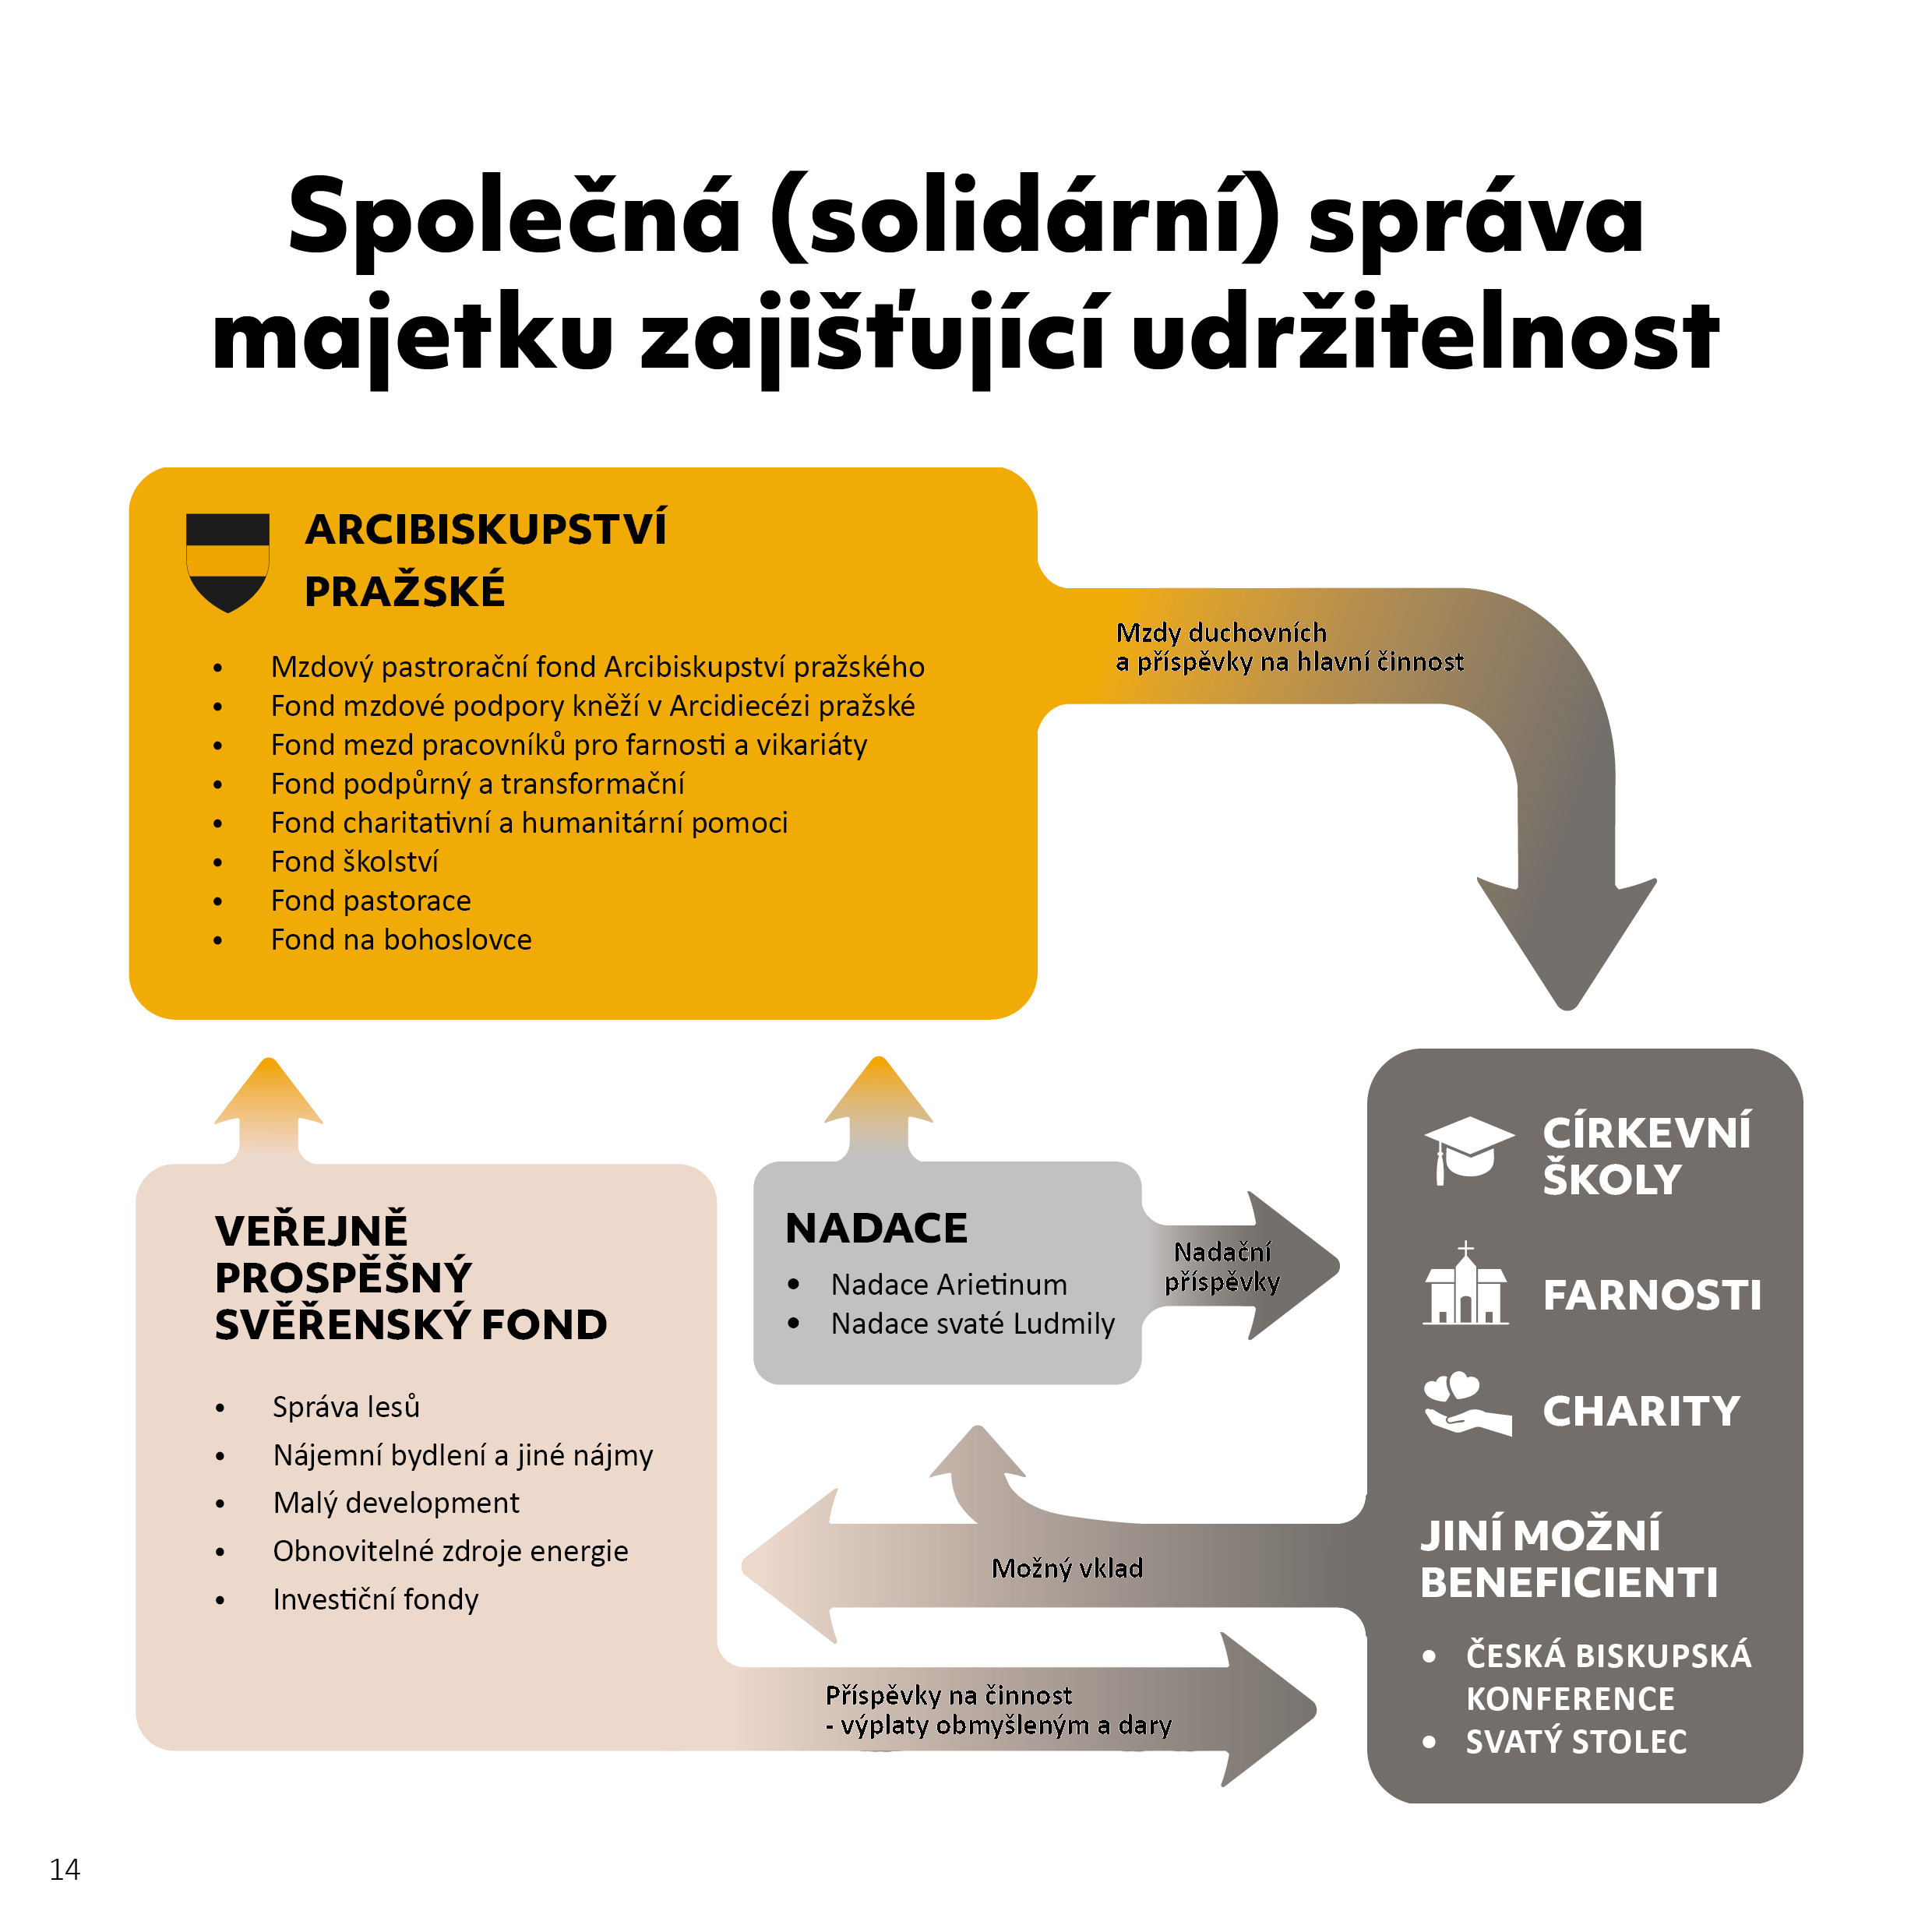 Společná (solidární) správa
majetku zajišťující udržitelnost
ARCIBISKUPSTVÍ
PRAŽSKÉ
• Mzdový pastrorační fond Arcibiskupství pražského
• Fond mzdové podpory kněží v Arcidiecézi pražské
• Fond mezd pracovníků pro farnosti a vikariáty
• Fond podpůrný a transformační
• Fond charitativní a humanitární pomoci
• Fond školství
• Fond pastorace
• Fond na bohoslovce
Mzdy duchovních
a příspěvky na hlavní činnost
VEŘEJNĚ
PROSPĚŠNÝ
SVĚŘENSKÝ FOND
• Správa lesů
• Nájemní bydlení a jiné nájmy
• Malý development
• Obnovitelné zdroje energie
• Investiční fondy
NADACE
• Nadace Arietinum
• Nadace svaté Ludmily
Nadační
příspěvky
Možný vklad
Příspěvky na činnost
- výplaty obmyšleným a dary
CÍRKEVNÍ
ŠKOLY
FARNOSTI
CHARITY
JINÍ MOŽNÍ
BENEFICIENTI
• ČESKÁ BISKUPSKÁ
KONFERENCE
• SVATÝ STOLEC
14